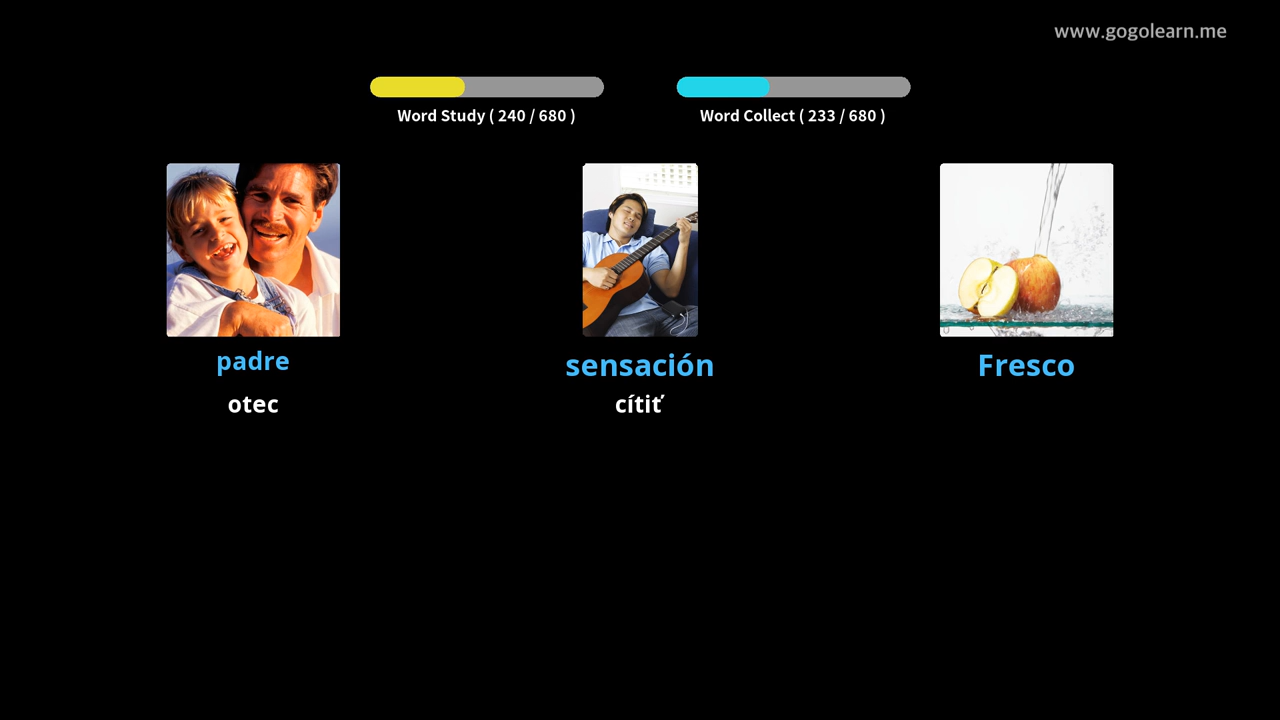 www.gogolearn.me
Word Study ( 240 / 680 )
Word Collect ( 233 / 680 )
padre
sensación
Fresco
otec
cítiť